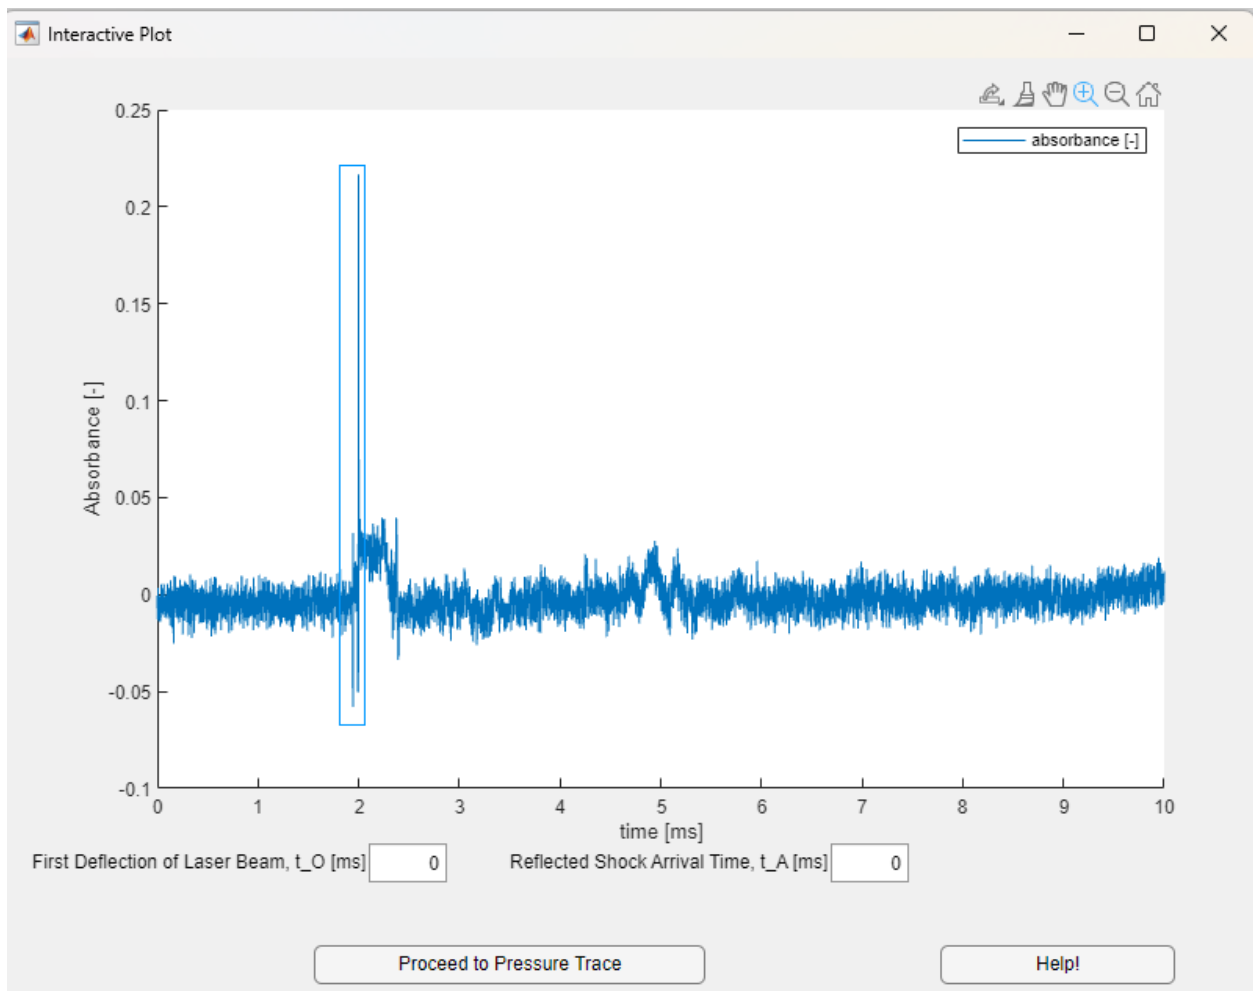 Interactive Plot
absorbance [-]
0.25
0.2
0.15
0.1
0.05
0
-0.05
-0.1
Absorbance [-]
0 1 2 3 4 5 6 7 8 9 10
time [ms]
First Deflection of Laser Beam, t_O [ms] 0 Reflected Shock Arrival Time, t_A [ms] 0
Proceed to Pressure Trace Help!